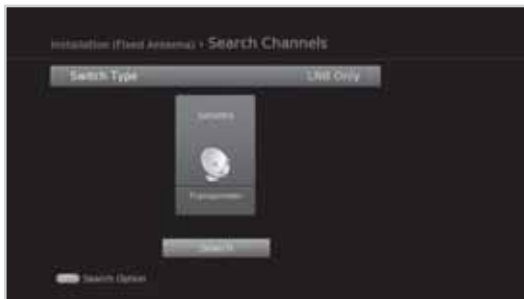 Installation (Fixed Antenna) › Search Channels
Switch Type LNB Only
Satellite
Transponder
Search
Search Option